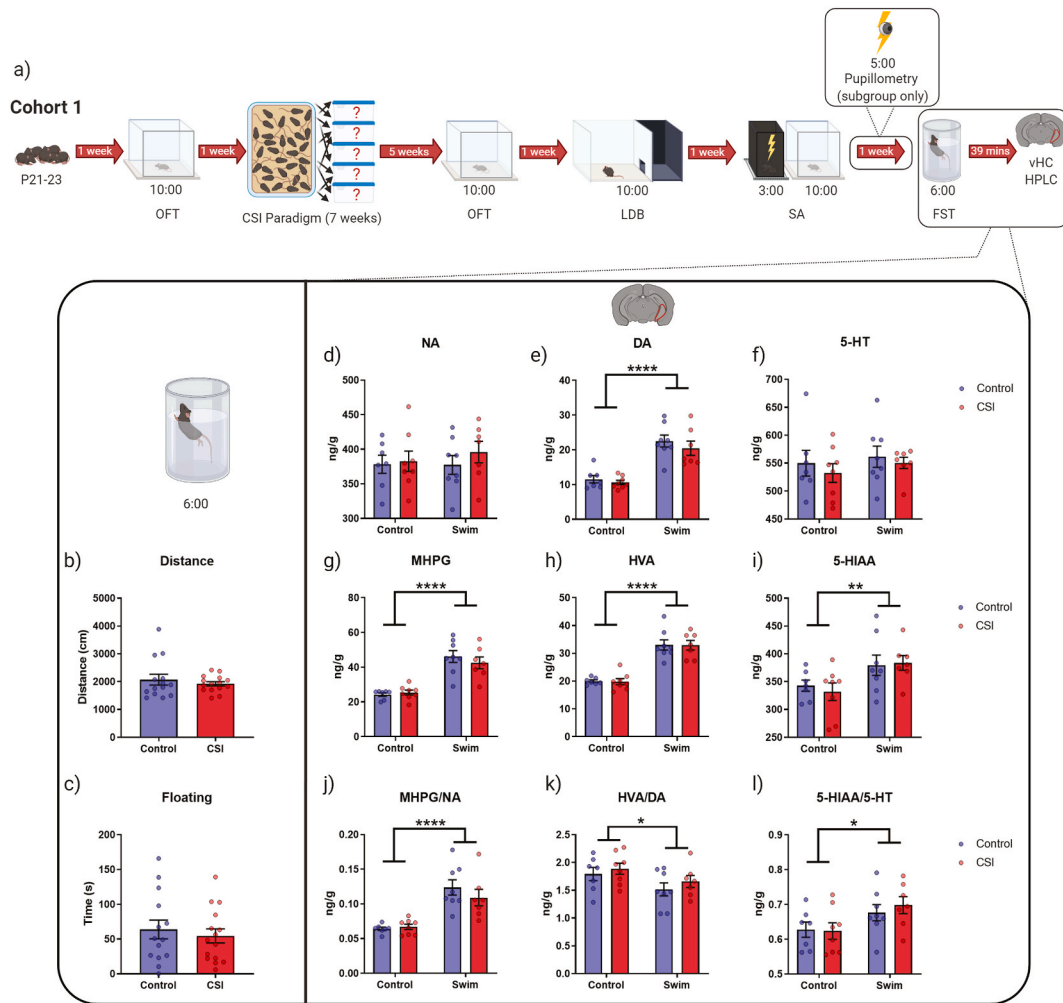 a)
Cohort 1
5:00
Pupillometry
(subgroup only)
1 week
1 week
? ? ? ? ?
5 weeks
1 week
1 week
1 week
39 mins
P21-23
10:00
10:00
10:00
3:00
10:00
6:00
vHC
HPLC
OFT
CSI Paradigm (7 weeks)
OFT
LDB
SA
FST
6:00
b)
Distance
Distance (cm)
5000
4000
3000
2000
1000
0
Control
CSI
c)
Floating
Time (s)
200
150
100
50
0
Control
CSI
d)
NA
ng/g
500
450
400
350
300
Control
Swim
e)
DA
ng/g
40
30
20
10
0
****
Control
Swim
f)
5-HT
ng/g
700
650
600
550
500
450
Control
Swim
Control
CSI
g)
MHPG
ng/g
80
60
40
20
0
****
Control
Swim
h)
HVA
ng/g
50
40
30
20
10
0
****
Control
Swim
i)
5-HIAA
ng/g
500
450
400
350
300
250
**
Control
Swim
Control
CSI
j)
MHPG/NA
ng/g
0.20
0.15
0.10
0.05
0.00
****
Control
Swim
k)
HVA/DA
ng/g
2.5
2.0
1.5
1.0
0.5
0.0
*
Control
Swim
l)
5-HIAA/5-HT
ng/g
0.9
0.8
0.7
0.6
0.5
*
Control
Swim
Control
CSI